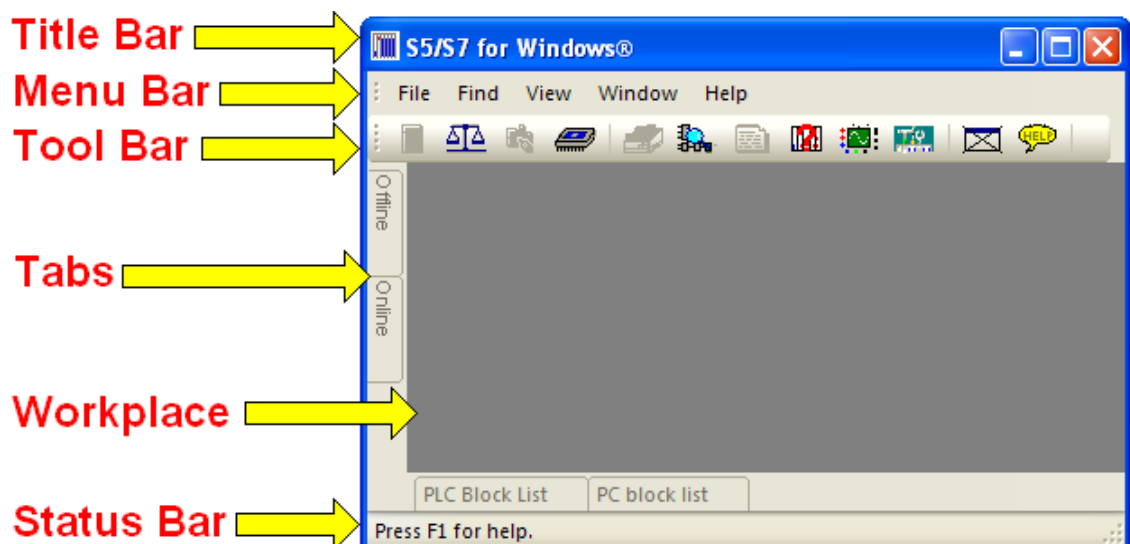 Title Bar
S5/S7 for Windows®
Menu Bar
File Find View Window Help
Tool Bar
HELP
Offline
Tabs
Online
Workplace
PLC Block List PC block list
Status Bar
Press F1 for help.